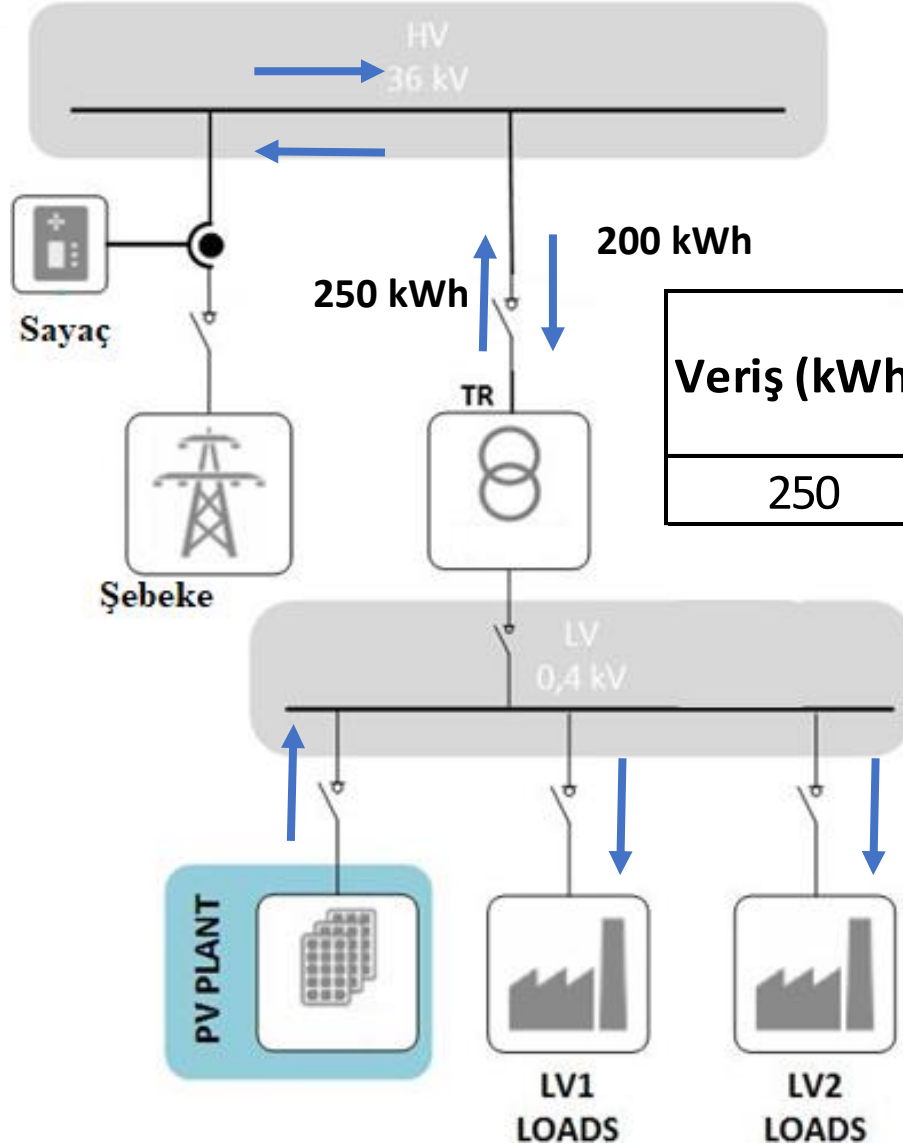 HV
36 kV
200 kWh
250 kWh
Sayaç
Veriş (kWh
TR
250
Şebeke
LV
0,4 kV
PV PLANT
LV1
LOADS
LV2
LOADS